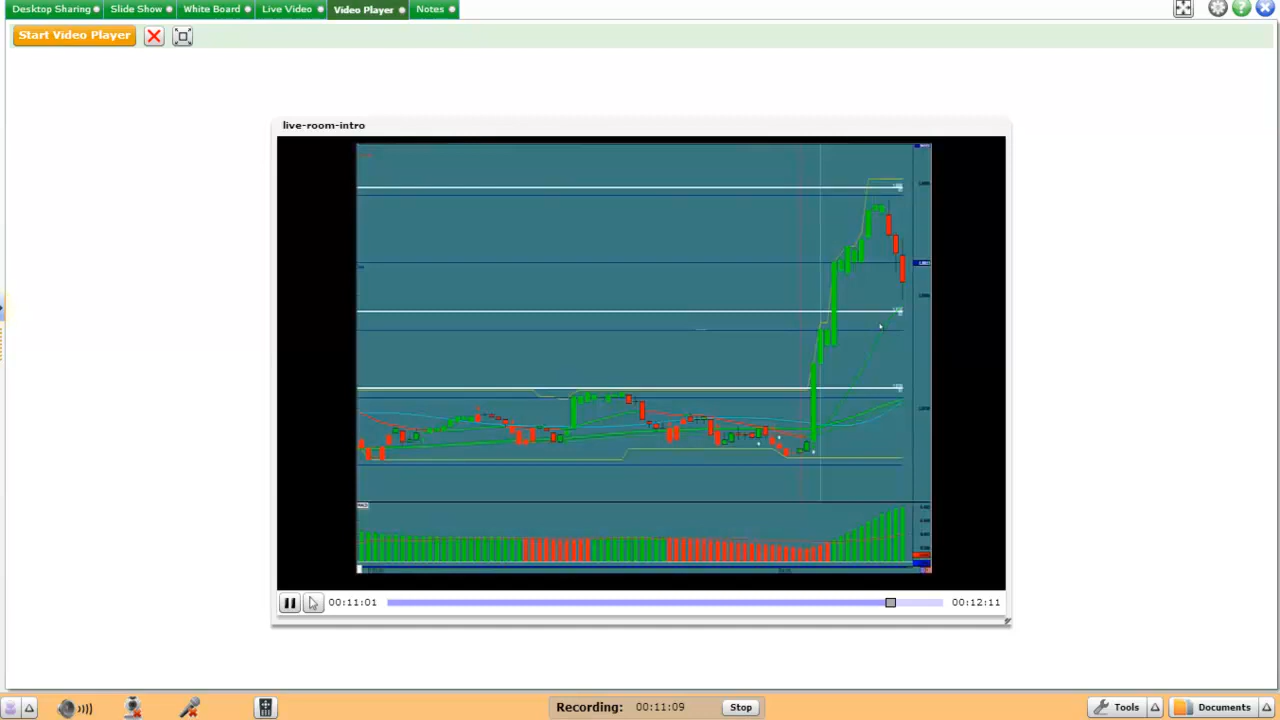 Desktop Sharing
Slide Show
White Board
Live Video
Video Player
Notes
Start Video Player
live-room-intro
00:11:01
00:12:11
Recording: 00:11:09 Stop
Tools
Documents